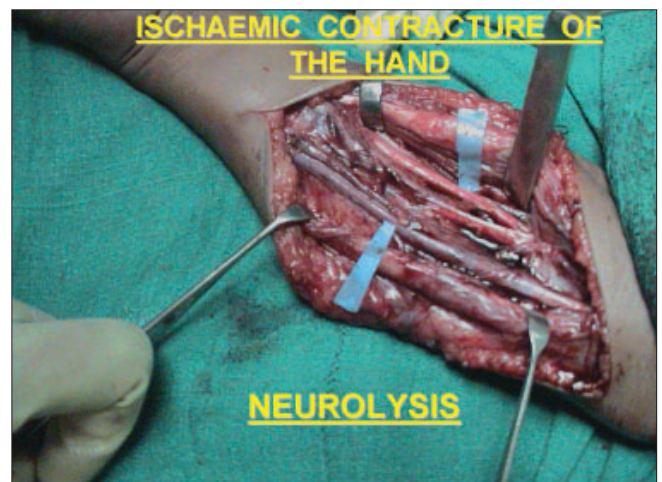 ISCHAEMIC CONTRACTURE OF
THE HAND
NEUROLYSIS